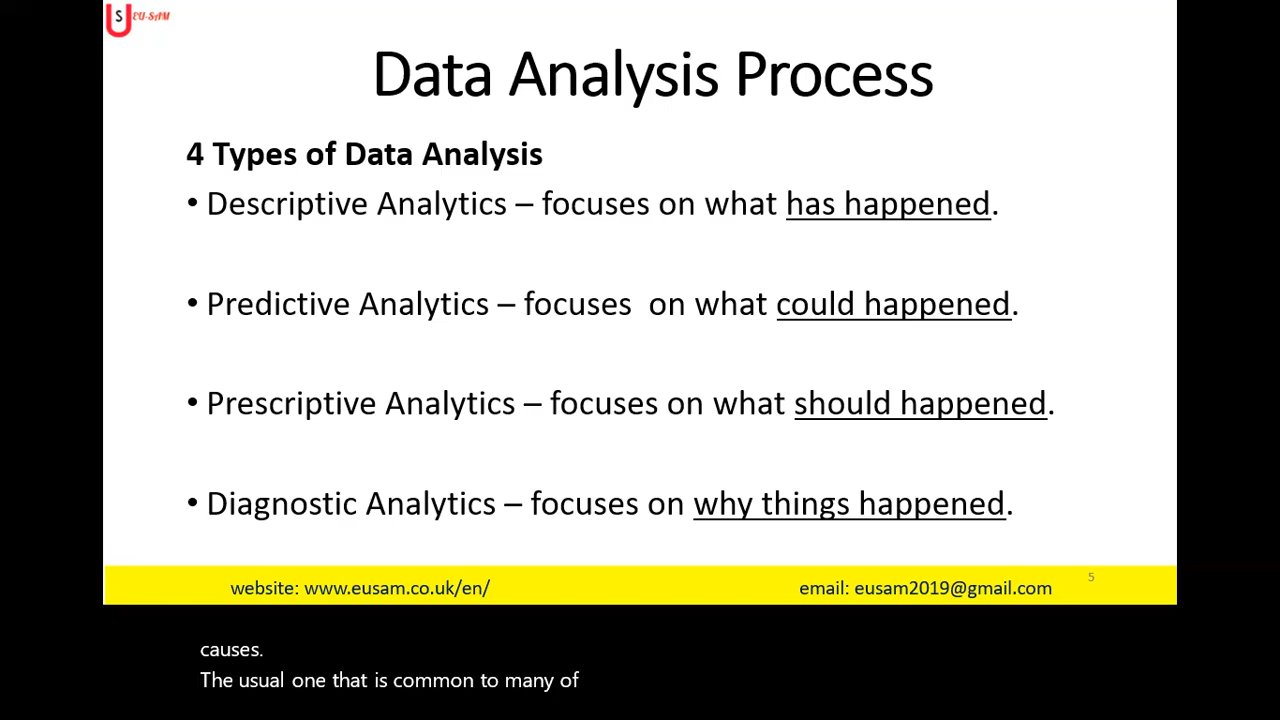 S EU-SAM
Data Analysis Process
4 Types of Data Analysis
• Descriptive Analytics – focuses on what has happened.
• Predictive Analytics – focuses  on what could happened.
• Prescriptive Analytics – focuses on what should happened.
• Diagnostic Analytics – focuses on why things happened.
website: www.eusam.co.uk/en/ email: eusam2019@gmail.com 5
causes.
The usual one that is common to many of